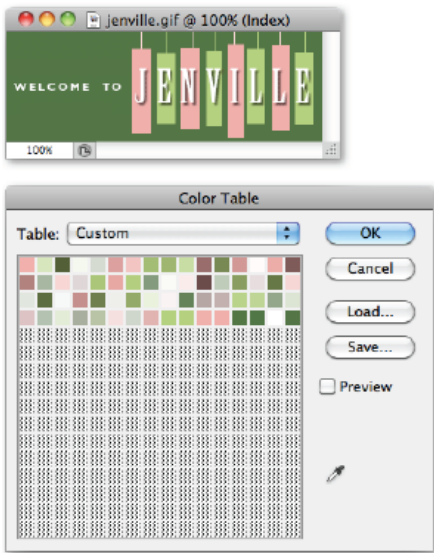 jenville.gif @ 100% (Index)
WELCOME TO JENVILLE
100%
Color Table
Table: Custom
OK
Cancel
Load...
Save...
Preview